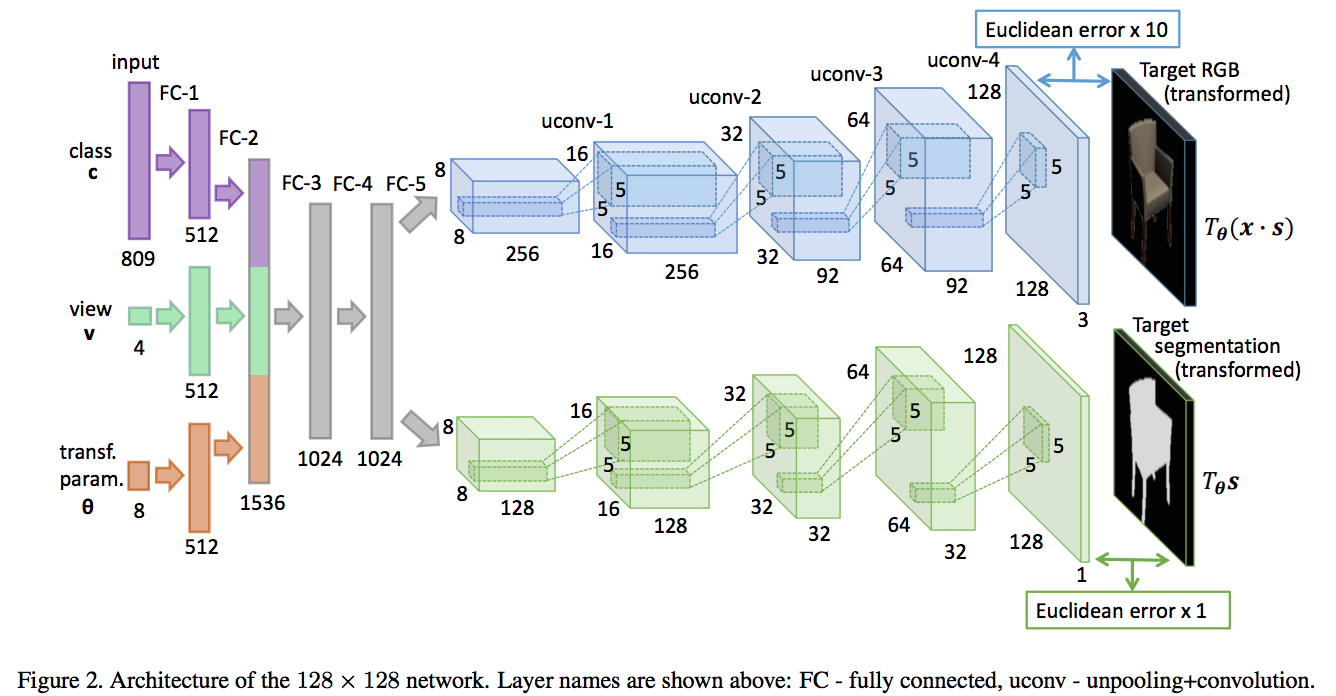 Euclidean error x 10
input
FC-1
FC-2
FC-3
FC-4
FC-5
uconv-1
uconv-2
uconv-3
uconv-4
Target RGB
(transformed)
class
c
809
512
view
v
4
512
transf.
param.
θ
8
512
1536
1024
1024
8
8
256
16
5
5
16
256
32
5
5
32
92
64
5
5
64
92
128
5
5
128
3
T_θ(x · s)
8
8
128
16
5
5
16
128
32
5
5
32
32
64
5
5
64
32
128
5
5
128
1
Target
segmentation
(transformed)
T_θs
Euclidean error x 1
Figure 2. Architecture of the 128 × 128 network. Layer names are shown above: FC - fully connected, uconv - unpooling+convolution.